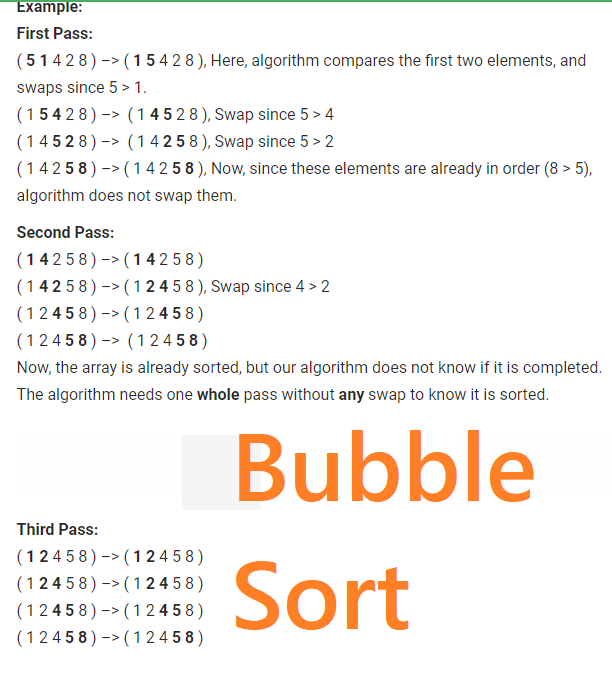 Example:
First Pass:
( 5 1 4 2 8 ) –> ( 1 5 4 2 8 ), Here, algorithm compares the first two elements, and
swaps since 5 > 1.
( 1 5 4 2 8 ) –> ( 1 4 5 2 8 ), Swap since 5 > 4
( 1 4 5 2 8 ) –> ( 1 4 2 5 8 ), Swap since 5 > 2
( 1 4 2 5 8 ) –> ( 1 4 2 5 8 ), Now, since these elements are already in order (8 > 5),
algorithm does not swap them.
Second Pass:
( 1 4 2 5 8 ) –> ( 1 4 2 5 8 )
( 1 4 2 5 8 ) –> ( 1 2 4 5 8 ), Swap since 4 > 2
( 1 2 4 5 8 ) –> ( 1 2 4 5 8 )
( 1 2 4 5 8 ) –> ( 1 2 4 5 8 )
Now, the array is already sorted, but our algorithm does not know if it is completed.
The algorithm needs one whole pass without any swap to know it is sorted.
Bubble
Third Pass:
( 1 2 4 5 8 ) –> ( 1 2 4 5 8 )
( 1 2 4 5 8 ) –> ( 1 2 4 5 8 )
( 1 2 4 5 8 ) –> ( 1 2 4 5 8 )
( 1 2 4 5 8 ) –> ( 1 2 4 5 8 )
Sort